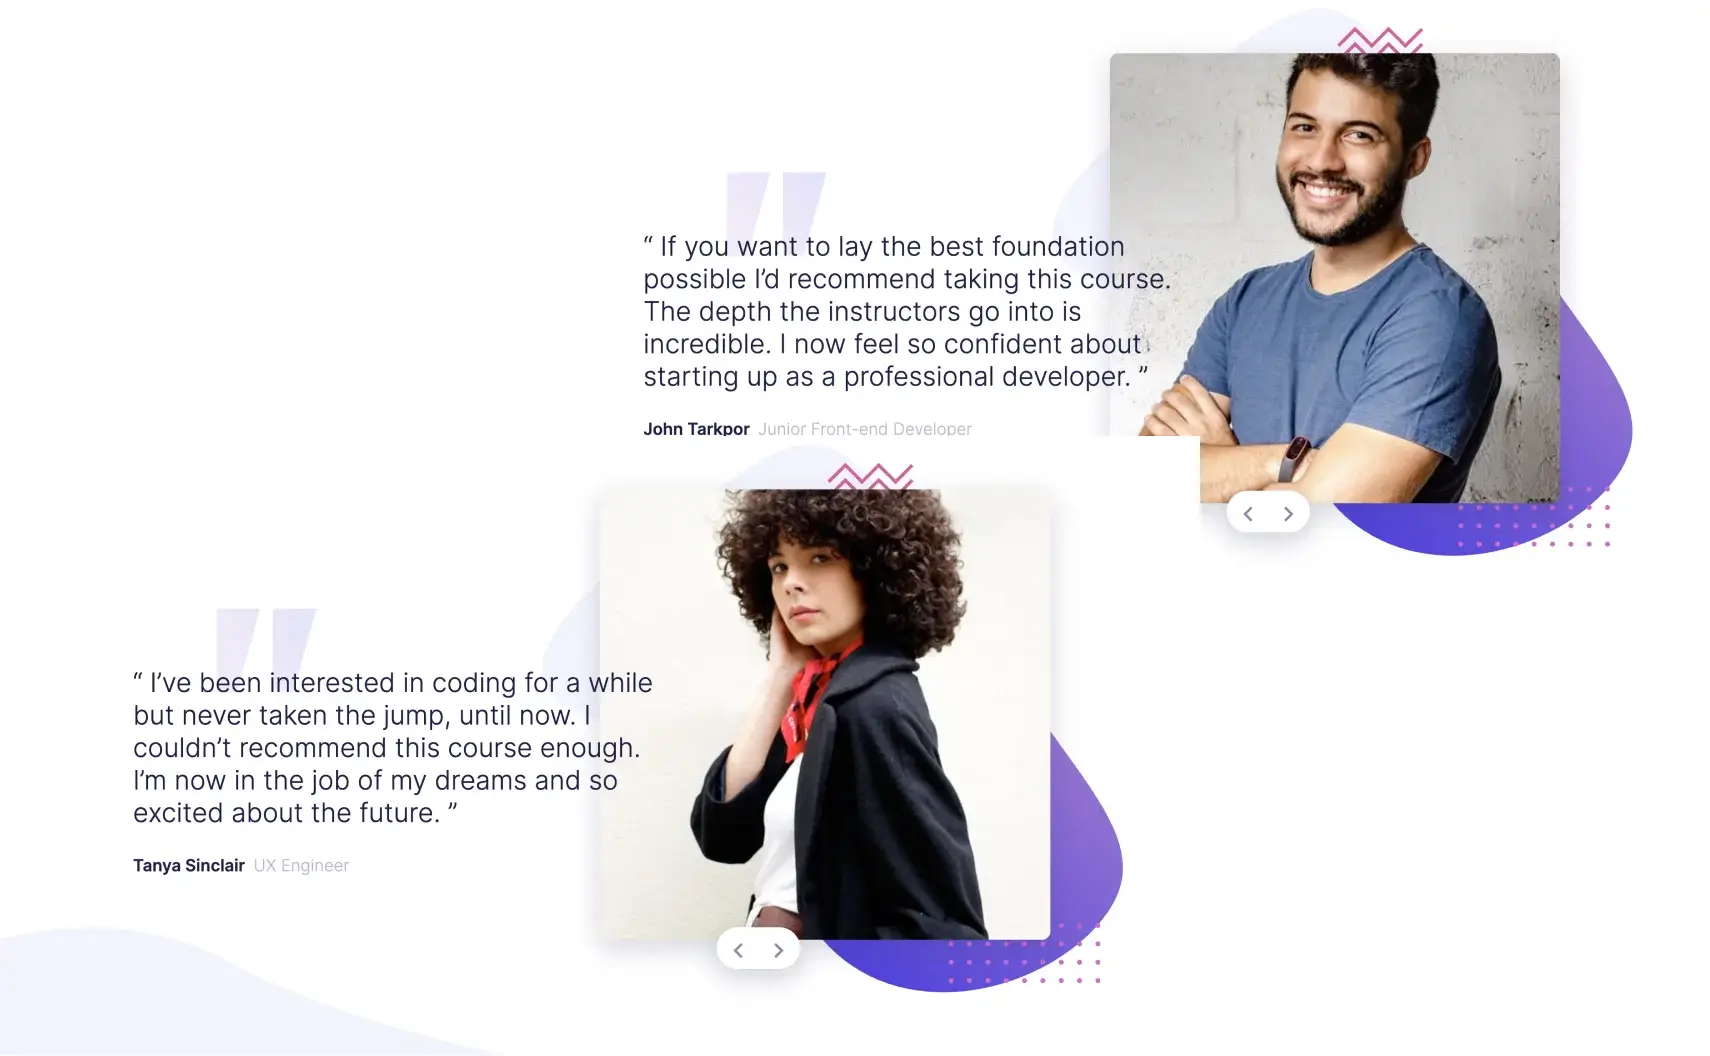 “ If you want to lay the best foundation
possible I’d recommend taking this course.
The depth the instructors go into is
incredible. I now feel so confident about
starting up as a professional developer. ”
John Tarkpor Junior Front-end Developer
“ I’ve been interested in coding for a while
but never taken the jump, until now. I
couldn’t recommend this course enough.
I’m now in the job of my dreams and so
excited about the future. ”
Tanya Sinclair UX Engineer